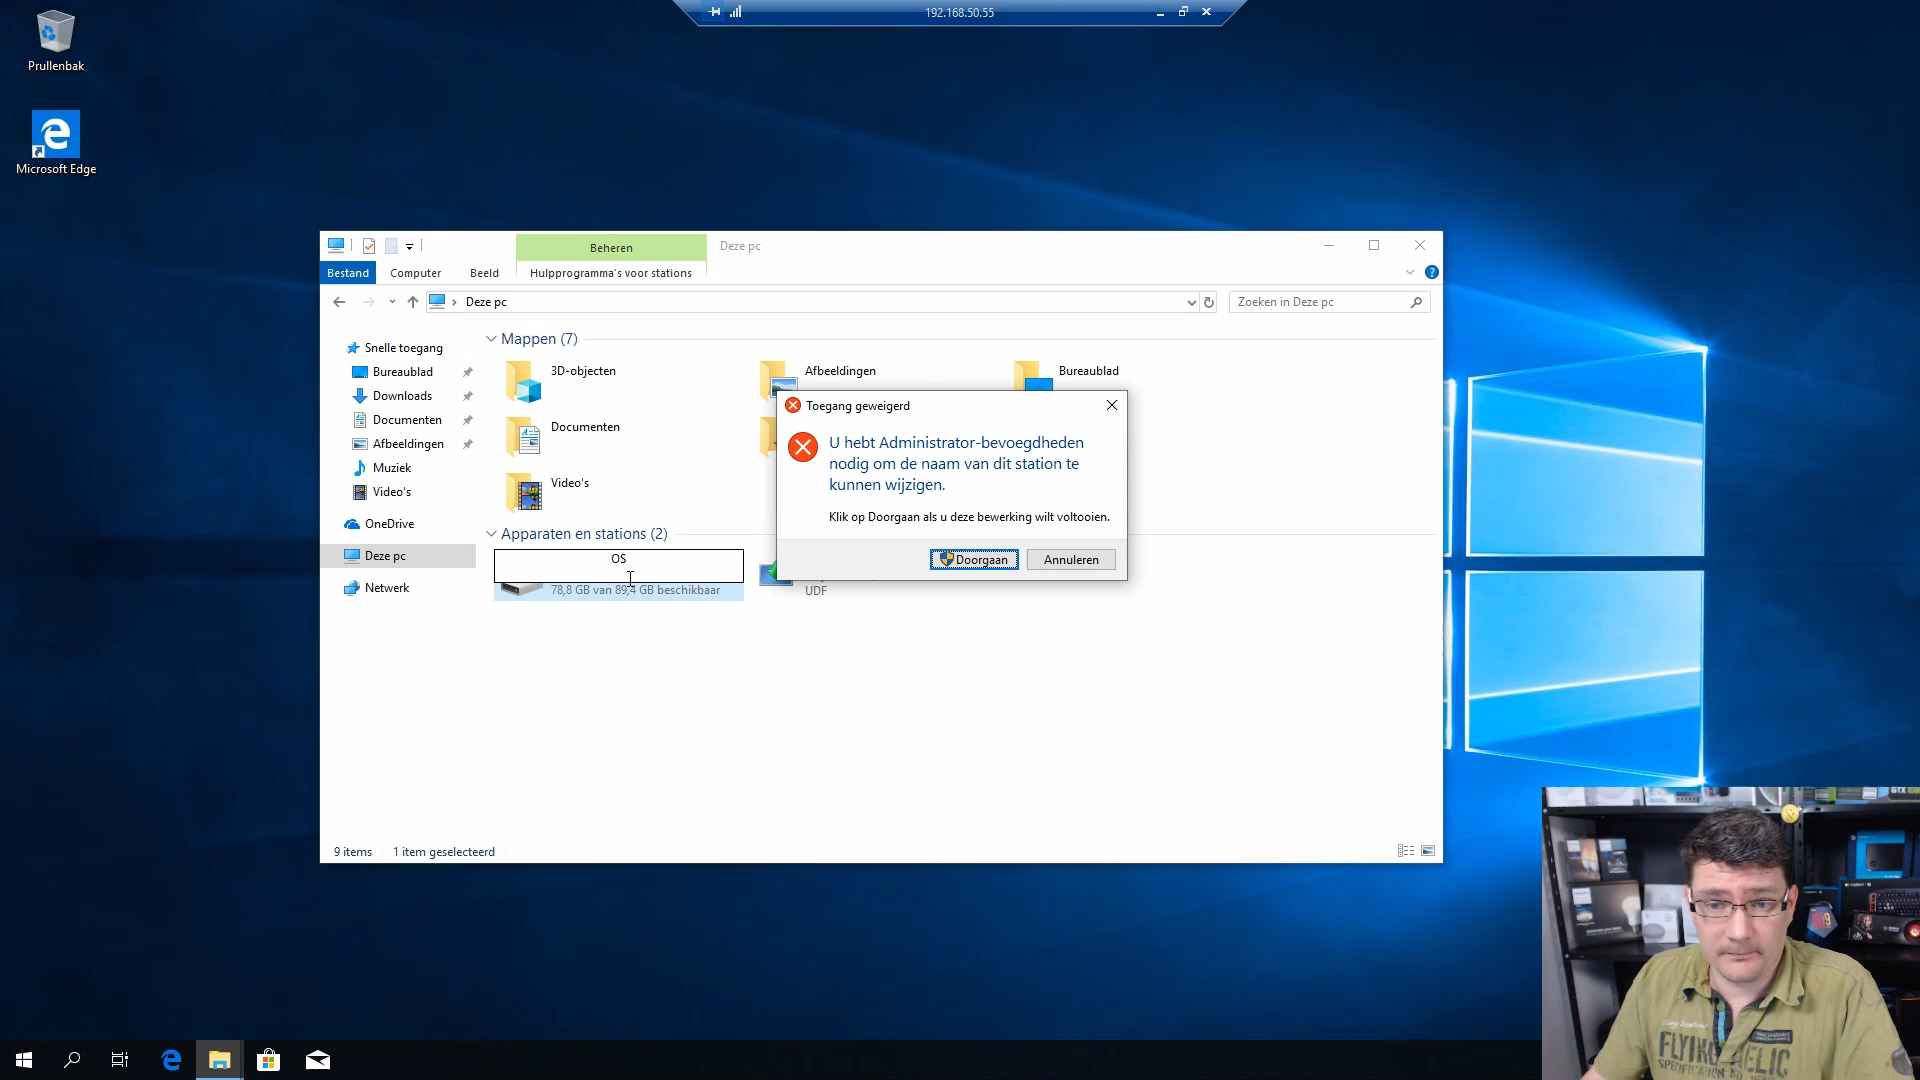 192.168.50.55
Prullenbak
Microsoft Edge
Beheren
Deze pc
Bestand
Computer
Beeld
Hulpprogramma's voor stations
Deze pc
Zoeken in Deze pc
Snelle toegang
Bureaublad
Downloads
Documenten
Afbeeldingen
Muziek
Video's
OneDrive
Deze pc
Netwerk
Mappen (7)
3D-objecten
Afbeeldingen
Bureaublad
Documenten
Video's
Apparaten en stations (2)
OS
78,8 GB van 89,4 GB beschikbaar
UDF
Toegang geweigerd
U hebt Administrator-bevoegdheden
nodig om de naam van dit station te
kunnen wijzigen.
Klik op Doorgaan als u deze bewerking wilt voltooien.
Doorgaan
Annuleren
9 items
1 item geselecteerd
GTX
FLYING